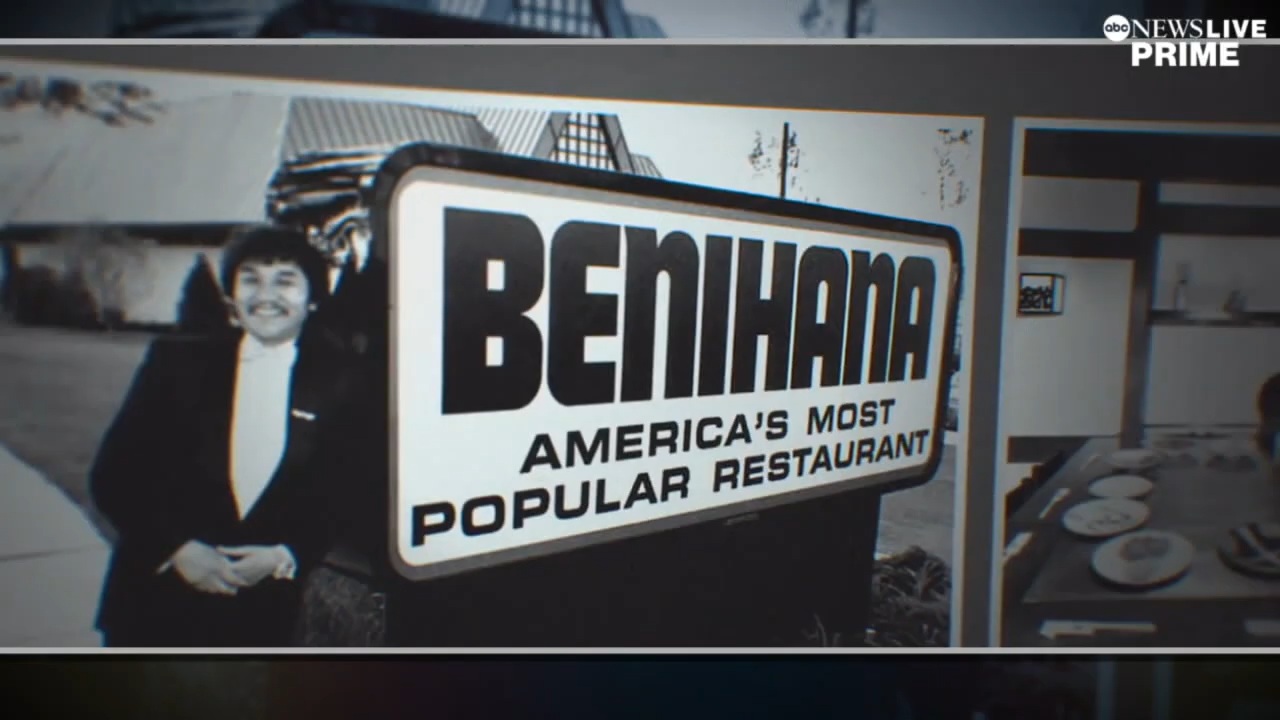 abc NEWS LIVE
PRIME
BENIHANA
AMERICA'S MOST
POPULAR RESTAURANT